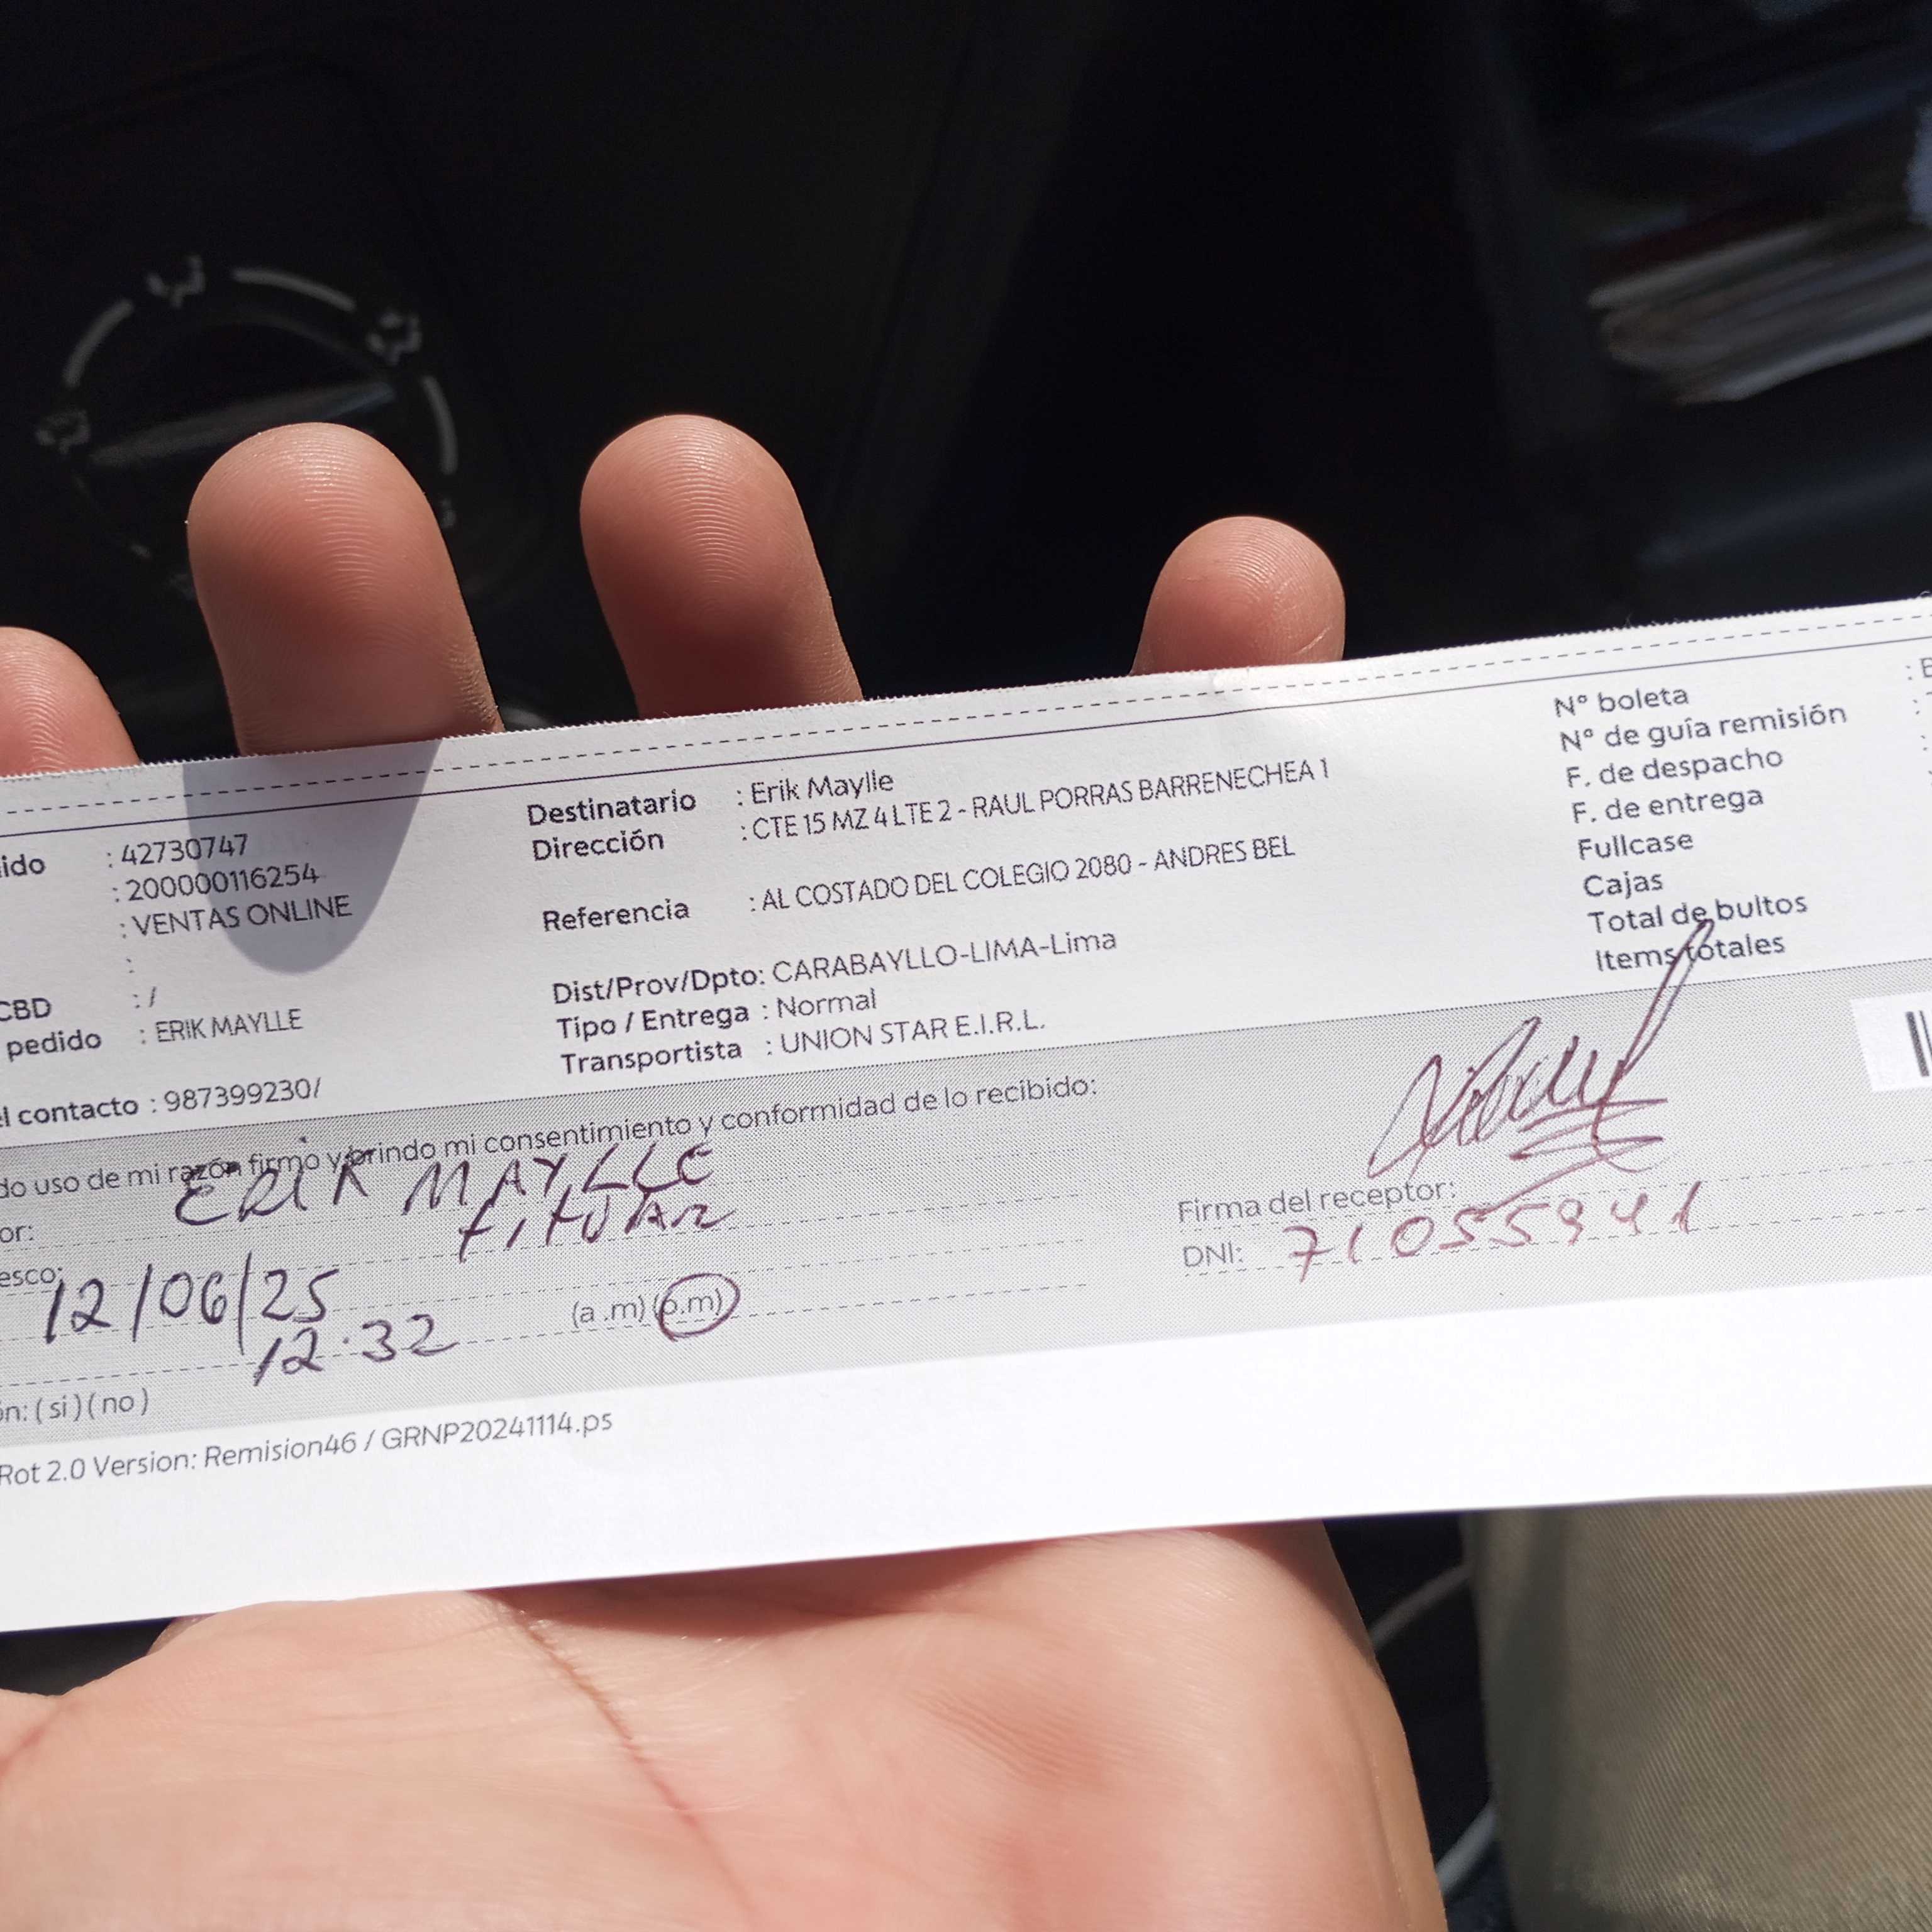 ido : 42730747
: 200000116254
: VENTAS ONLINE
:
CBD : /
pedido : ERIK MAYLLE
el contacto : 987399230/
Destinatario : Erik Maylle
Dirección : CTE 15 MZ 4 LTE 2 - RAUL PORRAS BARRENECHEA 1
Referencia : AL COSTADO DEL COLEGIO 2080 - ANDRES BEL
Dist/Prov/Dpto: CARABAYLLO-LIMA-Lima
Tipo / Entrega : Normal
Transportista : UNION STAR E.I.R.L.
Nº boleta : E
Nº de guía remisión :
F. de despacho :
F. de entrega
Fullcase
Cajas
Total de bultos
Items totales
do uso de mi razón firmo y brindo mi consentimiento y conformidad de lo recibido:
or: ERIK MAYLLE
esco: TITULAR
12/06/25
12:32 (a .m) (p.m)
ón: ( si ) ( no )
Firma del receptor:
DNI: 71055941
Rot 2.0 Version: Remision46 / GRNP20241114.ps